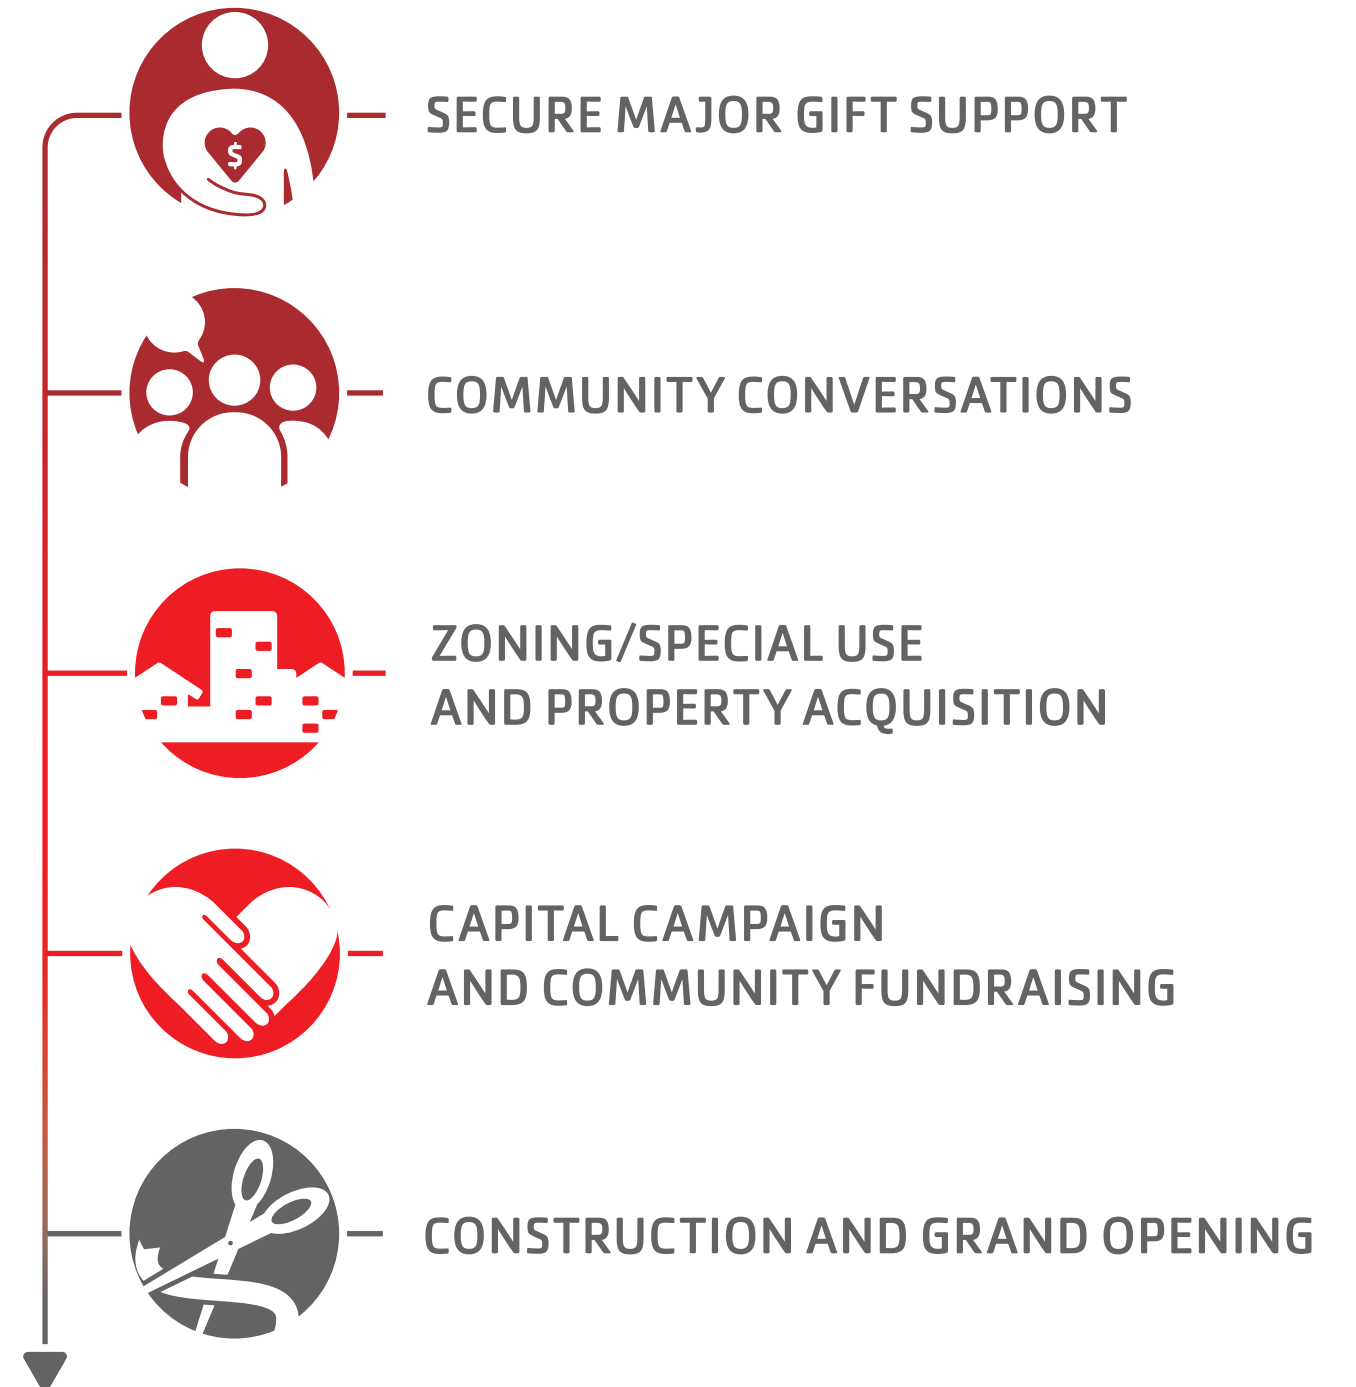 $
SECURE MAJOR GIFT SUPPORT
COMMUNITY CONVERSATIONS
ZONING/SPECIAL USE
AND PROPERTY ACQUISITION
CAPITAL CAMPAIGN
AND COMMUNITY FUNDRAISING
CONSTRUCTION AND GRAND OPENING